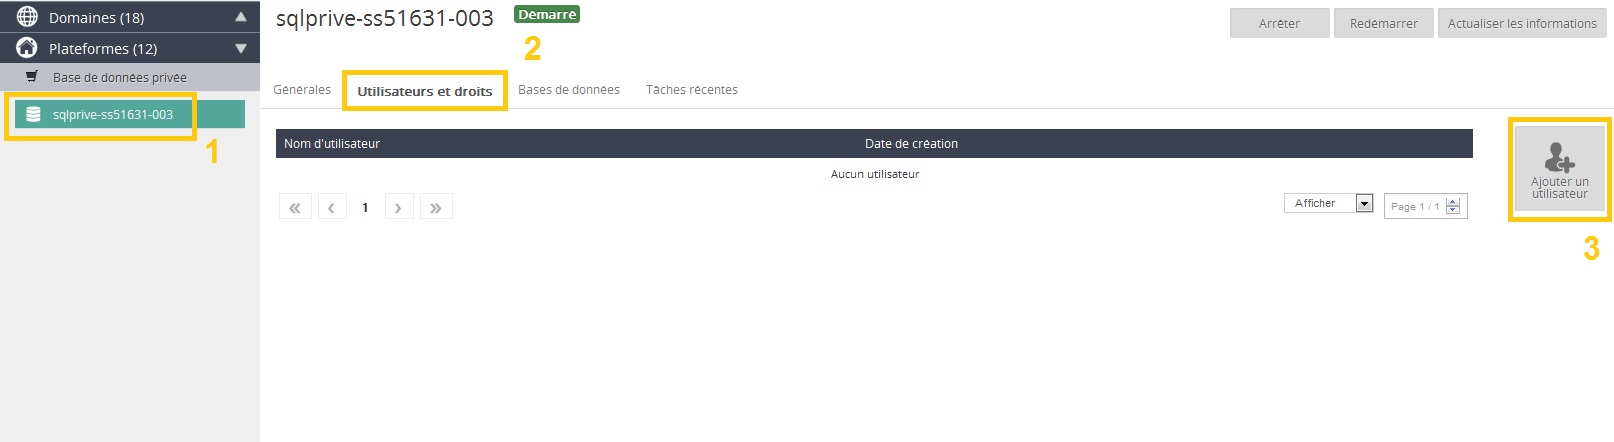 Domaines (18)
Plateformes (12)
Base de données privée
sqlprive-ss51631-003
1
sqlprive-ss51631-003
Démarré
2
Arrêter
Redémarrer
Actualiser les informations
Générales
Utilisateurs et droits
Bases de données
Tâches récentes
Nom d'utilisateur
Date de création
Aucun utilisateur
« ‹ 1 › »
Afficher
Page 1 / 1
Ajouter un
utilisateur
3